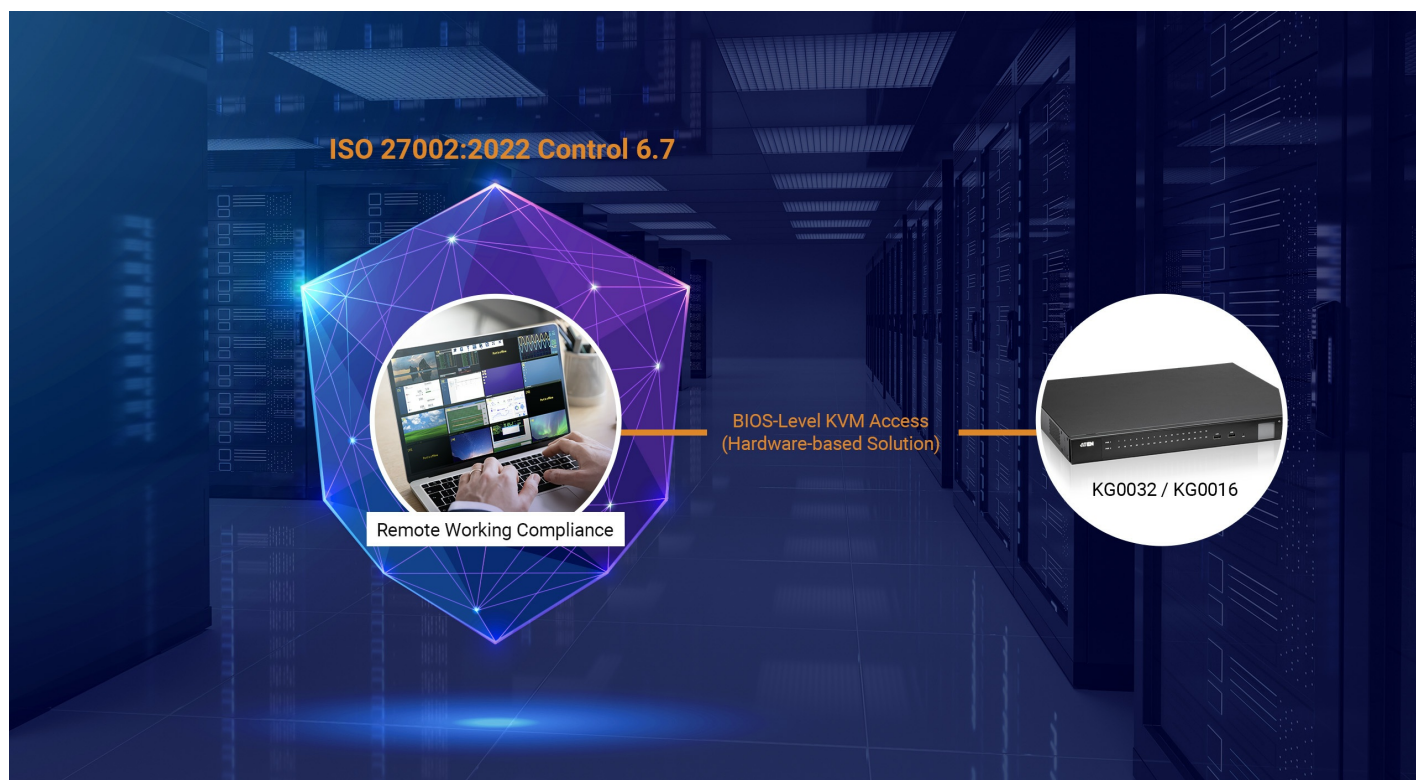 ISO 27002:2022 Control 6.7
BIOS-Level KVM Access
(Hardware-based Solution)
KG0032 / KG0016
Remote Working Compliance